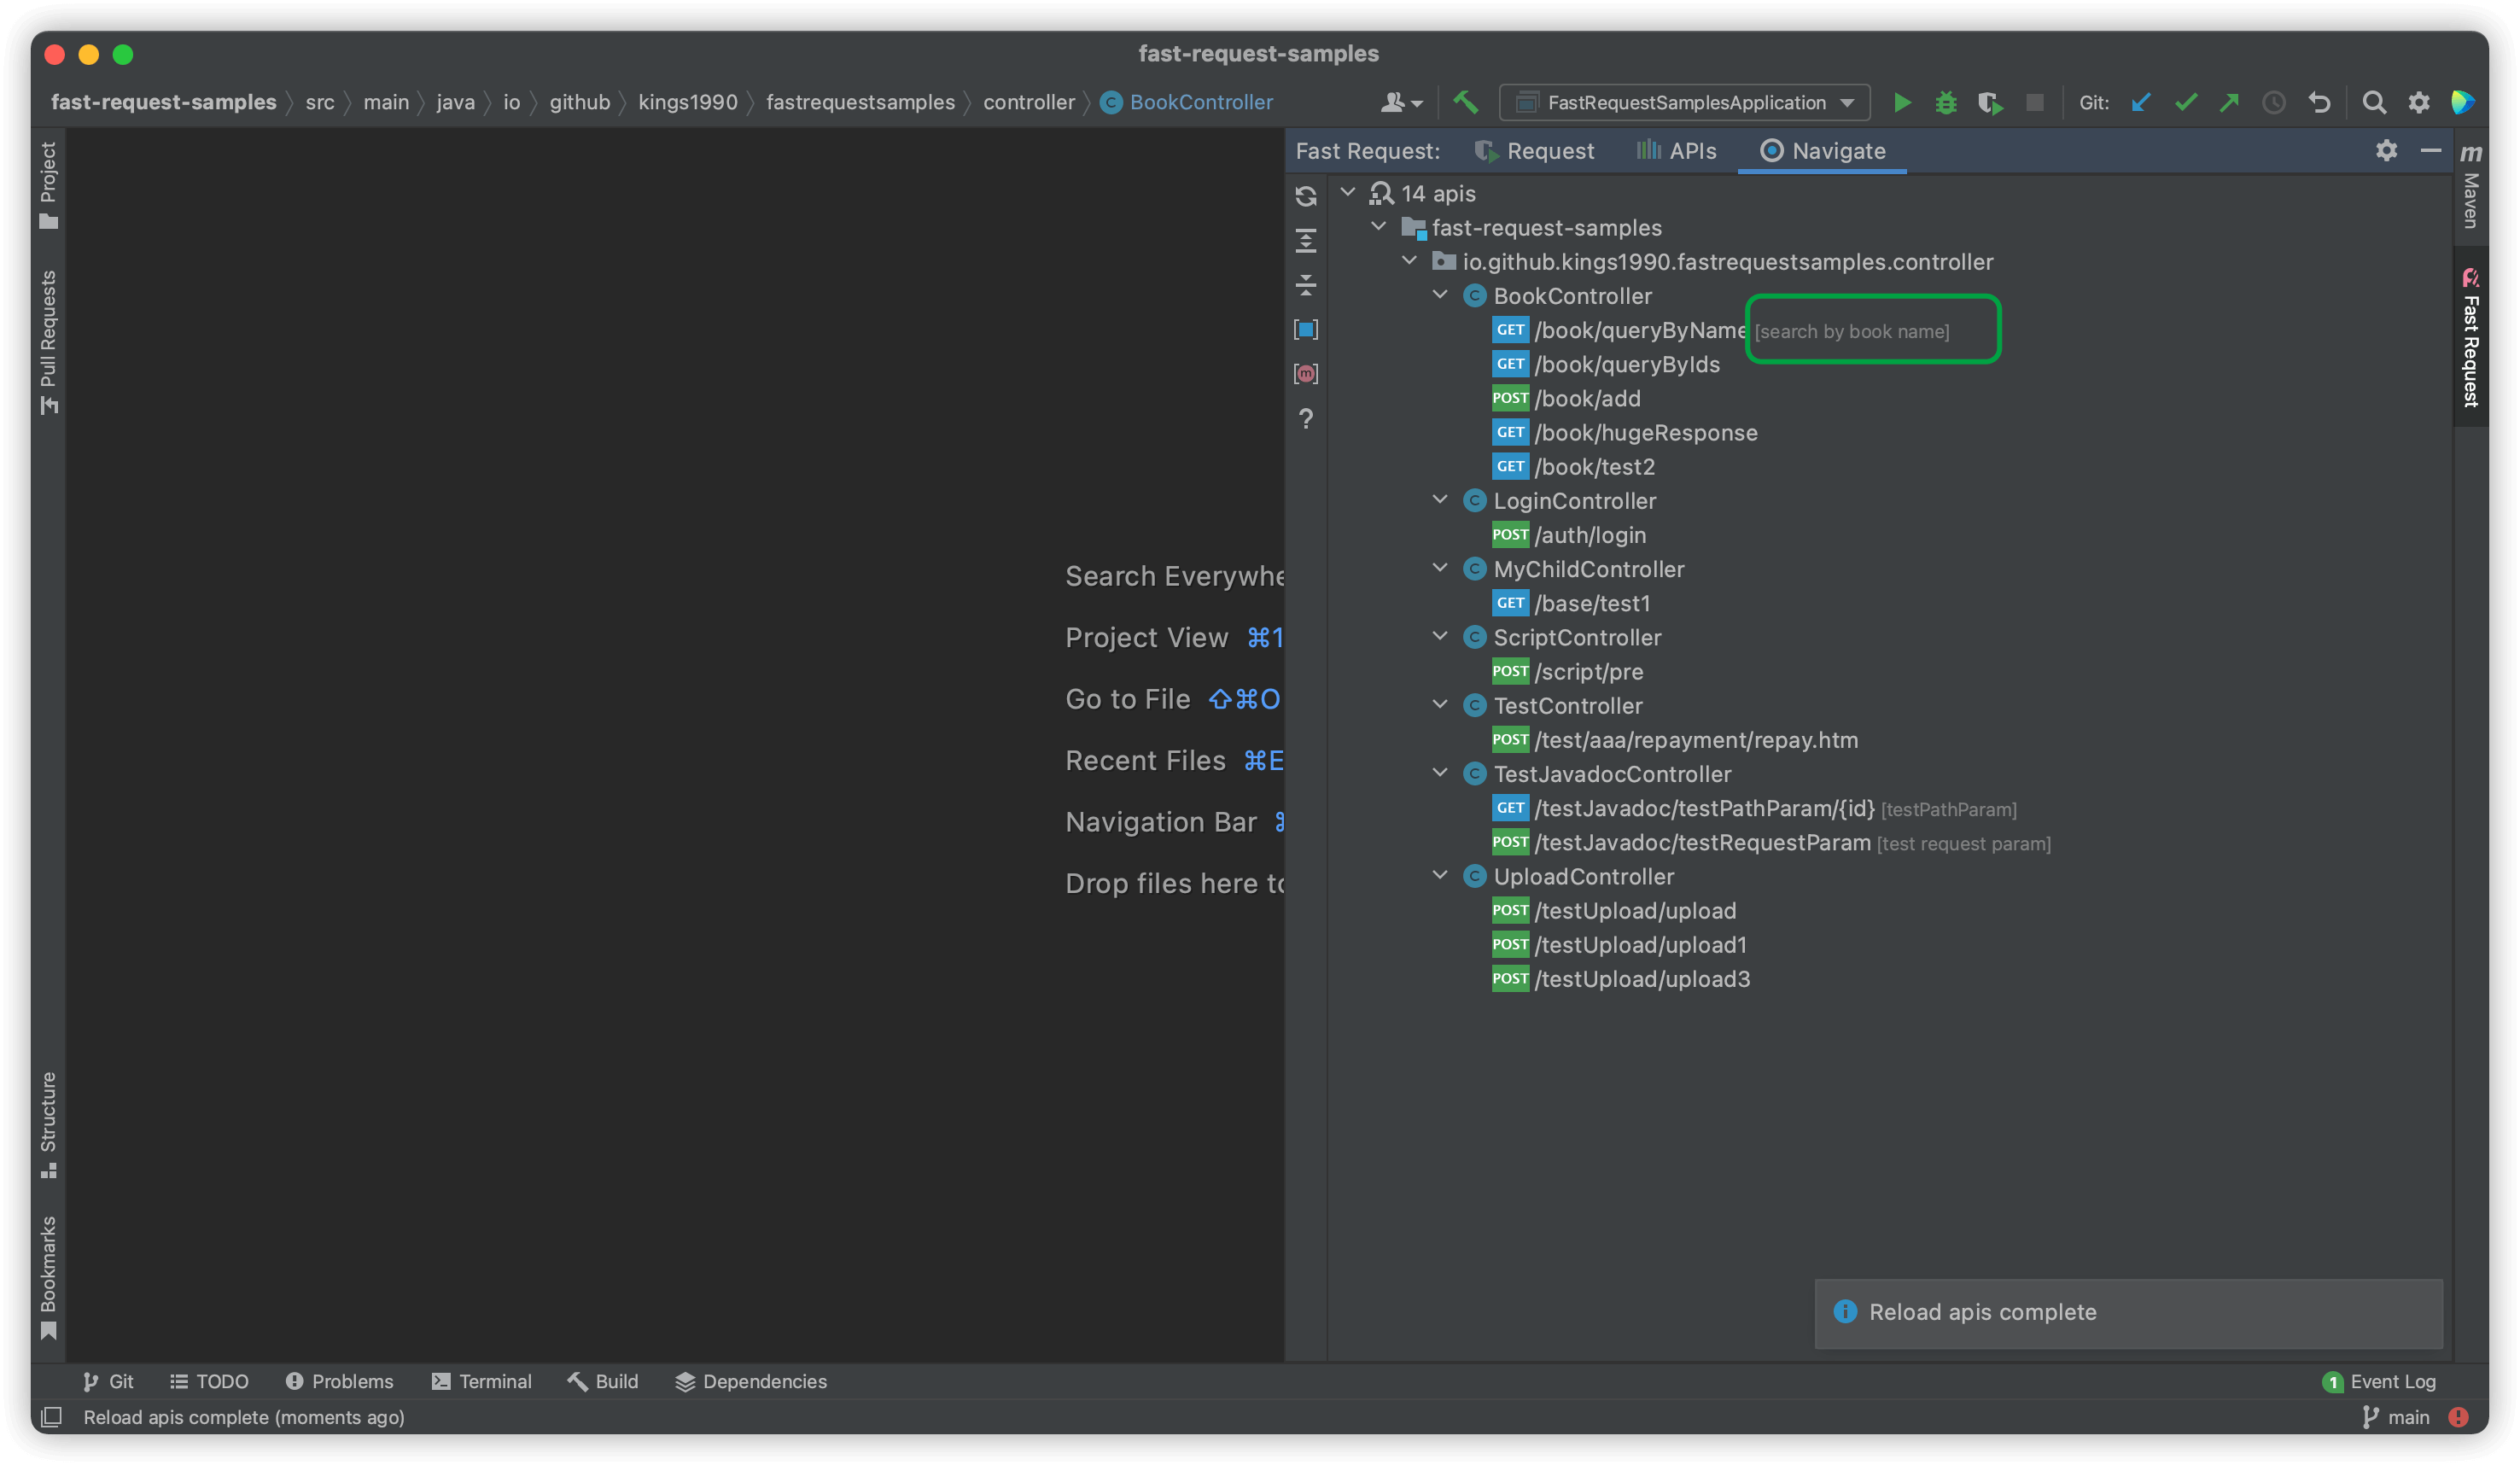 fast-request-samples
fast-request-samples src main java io github kings1990 fastrequestsamples controller BookController FastRequestSamplesApplication Git:
Fast Request: Request APIs Navigate
Project
Pull Requests
Structure
Bookmarks
Search Everywhe
Project View ⌘1
Go to File ⇧⌘O
Recent Files ⌘E
Navigation Bar
Drop files here to
14 apis
fast-request-samples
io.github.kings1990.fastrequestsamples.controller
BookController
GET /book/queryByName [search by book name]
GET /book/queryByIds
POST /book/add
GET /book/hugeResponse
GET /book/test2
LoginController
POST /auth/login
MyChildController
GET /base/test1
ScriptController
POST /script/pre
TestController
POST /test/aaa/repayment/repay.htm
TestJavadocController
GET /testJavadoc/testPathParam/{id} [testPathParam]
POST /testJavadoc/testRequestParam [test request param]
UploadController
POST /testUpload/upload
POST /testUpload/upload1
POST /testUpload/upload3
m Maven
Fast Request
Reload apis complete
Git TODO Problems Terminal Build Dependencies 1 Event Log
Reload apis complete (moments ago) main